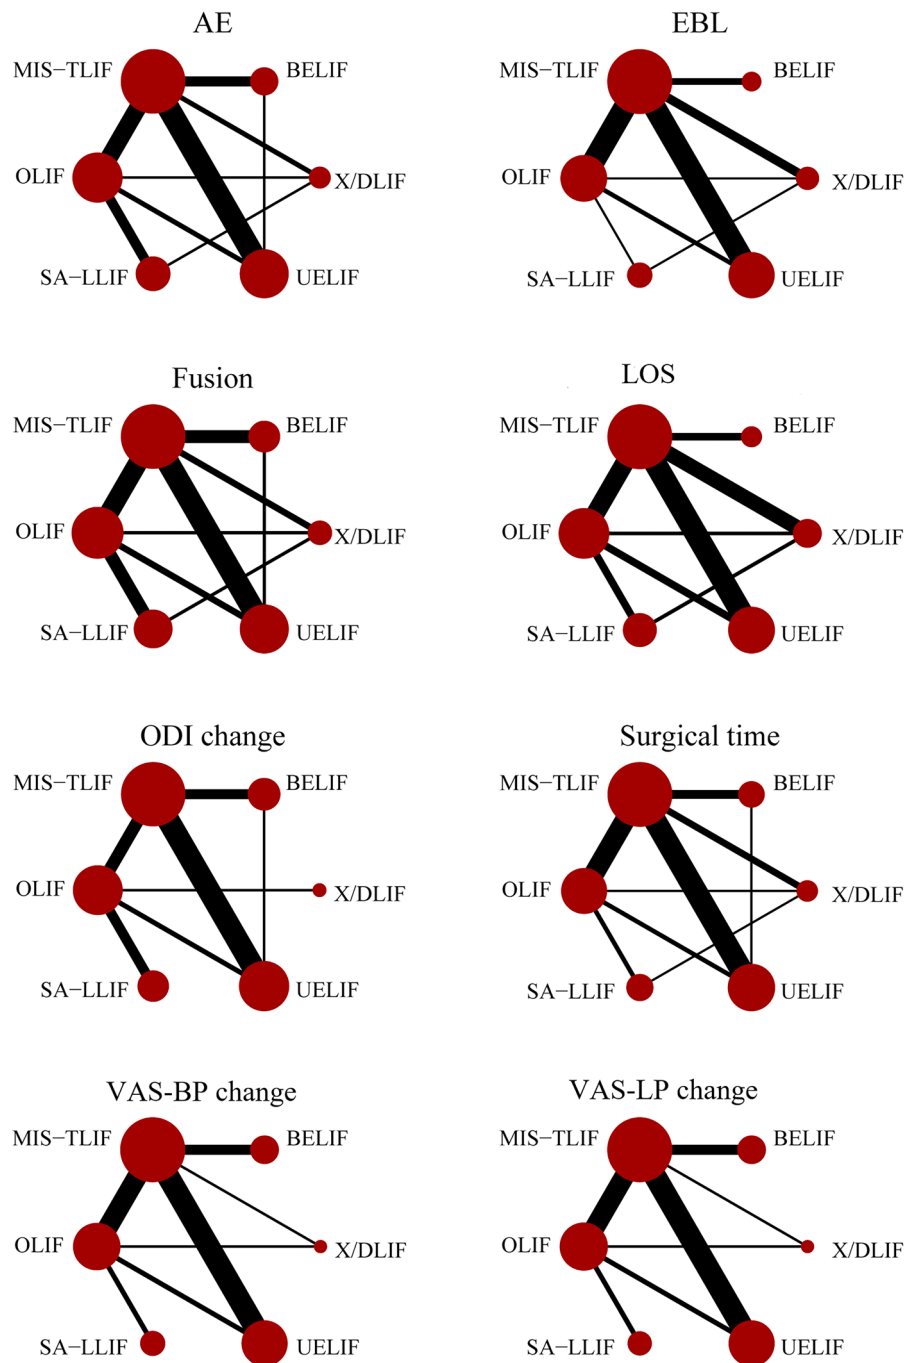 AE
MIS−TLIF
BELIF
OLIF
X/DLIF
SA−LLIF
UELIF
EBL
MIS−TLIF
BELIF
OLIF
X/DLIF
SA−LLIF
UELIF
Fusion
MIS−TLIF
BELIF
OLIF
X/DLIF
SA−LLIF
UELIF
LOS
MIS−TLIF
BELIF
OLIF
X/DLIF
SA−LLIF
UELIF
ODI change
MIS−TLIF
BELIF
OLIF
X/DLIF
SA−LLIF
UELIF
Surgical time
MIS−TLIF
BELIF
OLIF
X/DLIF
SA−LLIF
UELIF
VAS-BP change
MIS−TLIF
BELIF
OLIF
X/DLIF
SA−LLIF
UELIF
VAS-LP change
MIS−TLIF
BELIF
OLIF
X/DLIF
SA−LLIF
UELIF